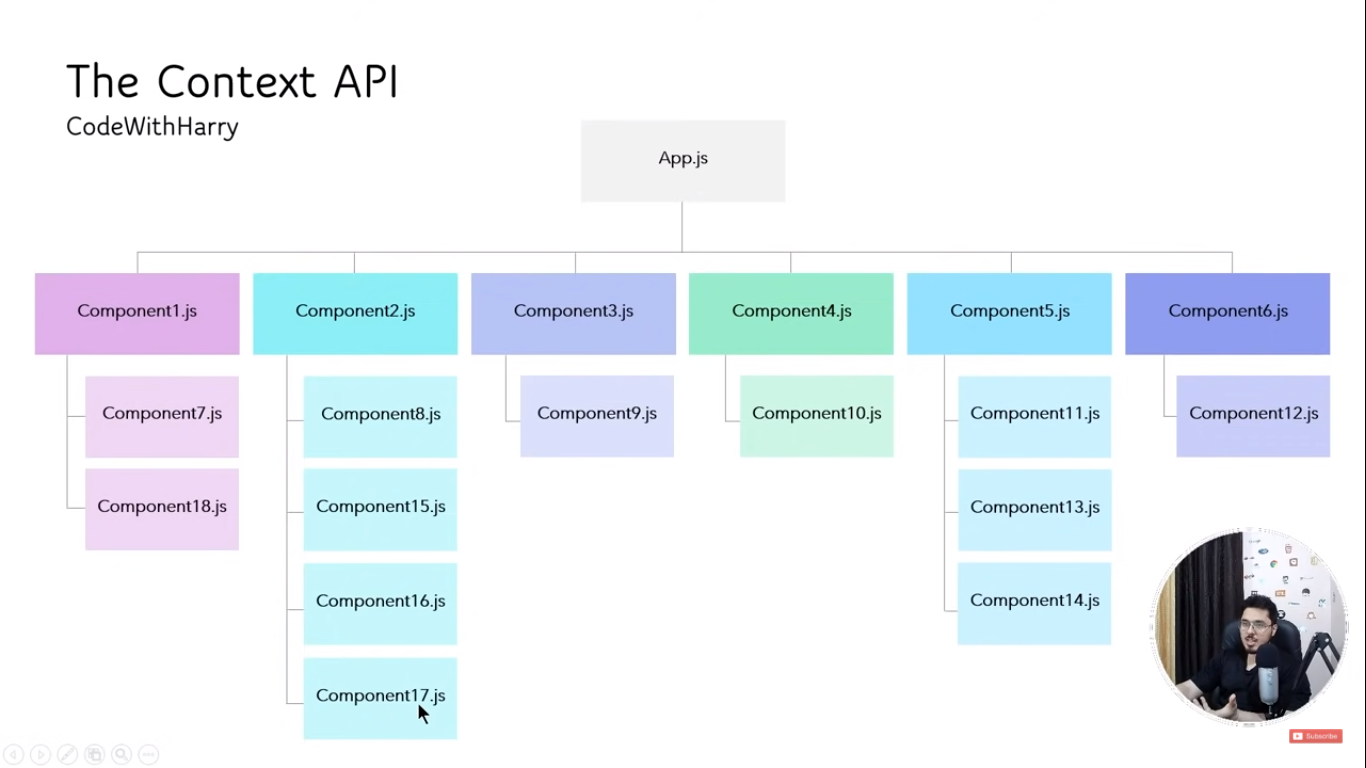 The Context API
CodeWithHarry
App.js
Component1.js
Component2.js
Component3.js
Component4.js
Component5.js
Component6.js
Component7.js
Component8.js
Component9.js
Component10.js
Component11.js
Component12.js
Component18.js
Component15.js
Component13.js
Component16.js
Component14.js
Component17.js
Subscribe